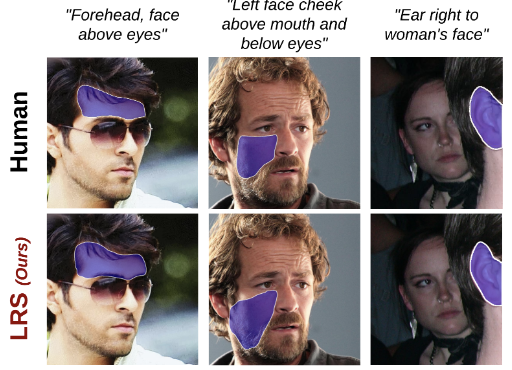 "Forehead, face
above eyes"
"Left face cheek
above mouth and
below eyes"
"Ear right to
woman's face"
Human
LRS (Ours)